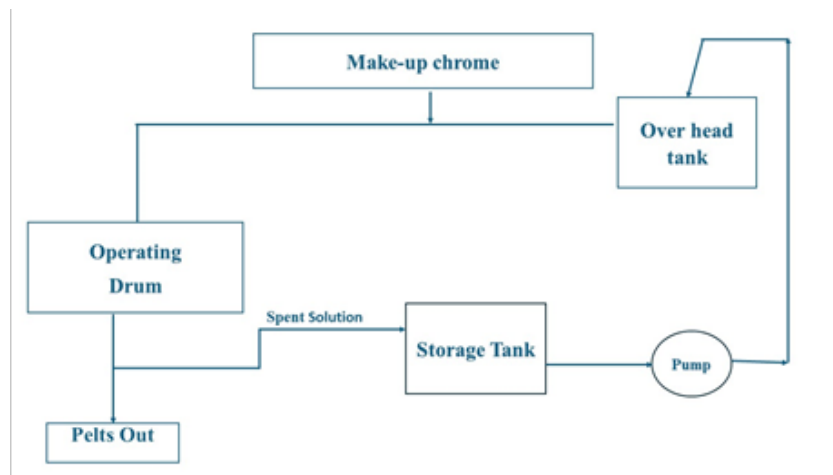 Make-up chrome
Over head
tank
Operating
Drum
Spent Solution
Storage Tank
Pump
Pelts Out